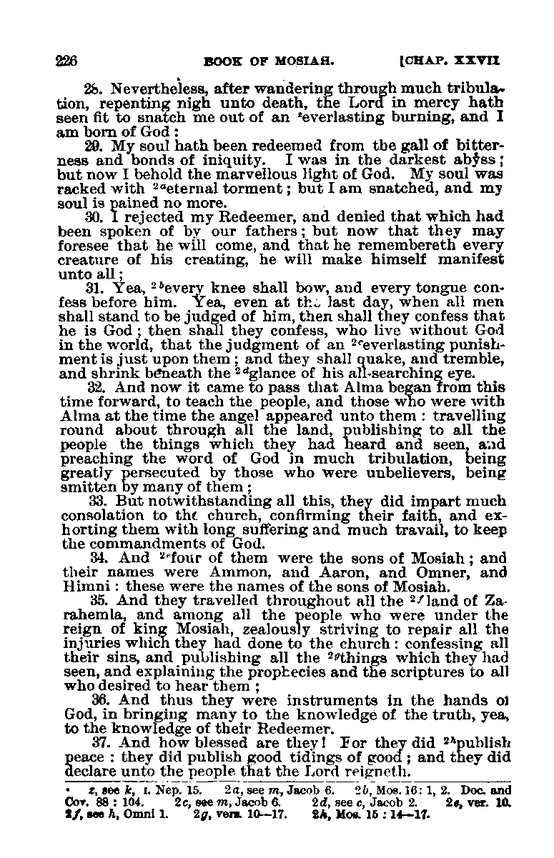 226 BOOK OF MOSIAH. [CHAP. XXVII
28. Nevertheless, after wandering through much tribula-
tion, repenting nigh unto death, the Lord in mercy hath
seen fit to snatch me out of an ᶻeverlasting burning, and I
am born of God :
29. My soul hath been redeemed from the gall of bitter-
ness and bonds of iniquity. I was in the darkest abyss;
but now I behold the marvellous light of God. My soul was
racked with ²ᵃeternal torment; but I am snatched, and my
soul is pained no more.
30. I rejected my Redeemer, and denied that which had
been spoken of by our fathers; but now that they may
foresee that he will come, and that he remembereth every
creature of his creating, he will make himself manifest
unto all;
31. Yea, ²ᵇevery knee shall bow, and every tongue con-
fess before him. Yea, even at the last day, when all men
shall stand to be judged of him, then shall they confess that
he is God; then shall they confess, who live without God
in the world, that the judgment of an ²ᶜeverlasting punish-
ment is just upon them; and they shall quake, and tremble,
and shrink beneath the ²ᵈglance of his all-searching eye.
32. And now it came to pass that Alma began from this
time forward, to teach the people, and those who were with
Alma at the time the angel appeared unto them : travelling
round about through all the land, publishing to all the
people the things which they had heard and seen, and
preaching the word of God in much tribulation, being
greatly persecuted by those who were unbelievers, being
smitten by many of them;
33. But notwithstanding all this, they did impart much
consolation to the church, confirming their faith, and ex-
horting them with long suffering and much travail, to keep
the commandments of God.
34. And ²ᵉfour of them were the sons of Mosiah; and
their names were Ammon, and Aaron, and Omner, and
Himni : these were the names of the sons of Mosiah.
35. And they travelled throughout all the ²ᶠland of Za-
rahemla, and among all the people who were under the
reign of king Mosiah, zealously striving to repair all the
injuries which they had done to the church : confessing all
their sins, and publishing all the ²ᵍthings which they had
seen, and explaining the prophecies and the scriptures to all
who desired to hear them;
36. And thus they were instruments in the hands of
God, in bringing many to the knowledge of the truth, yea,
to the knowledge of their Redeemer.
37. And how blessed are they! For they did ²ʰpublish
peace : they did publish good tidings of good; and they did
declare unto the people that the Lord reigneth.
z, see k, 1. Nep. 15. 2a, see m, Jacob 6. 2b, Mos. 16: 1, 2. Doc. and
Cov. 88 : 104. 2c, see m, Jacob 6. 2d, see c, Jacob 2. 2e, ver. 10.
2f, see h, Omni 1. 2g, vers. 10—17. 2h, Mos. 15 : 14—17.